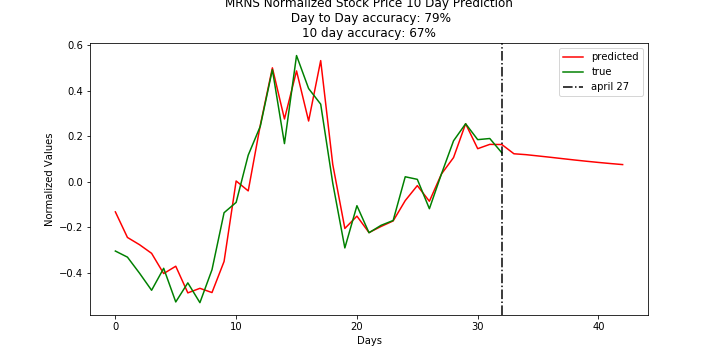 MRNS Normalized Stock Price 10 Day Prediction
Day to Day accuracy: 79%
10 day accuracy: 67%
predicted
true
april 27
Normalized Values
0.6
0.4
0.2
0.0
−0.2
−0.4
0
10
20
30
40
Days